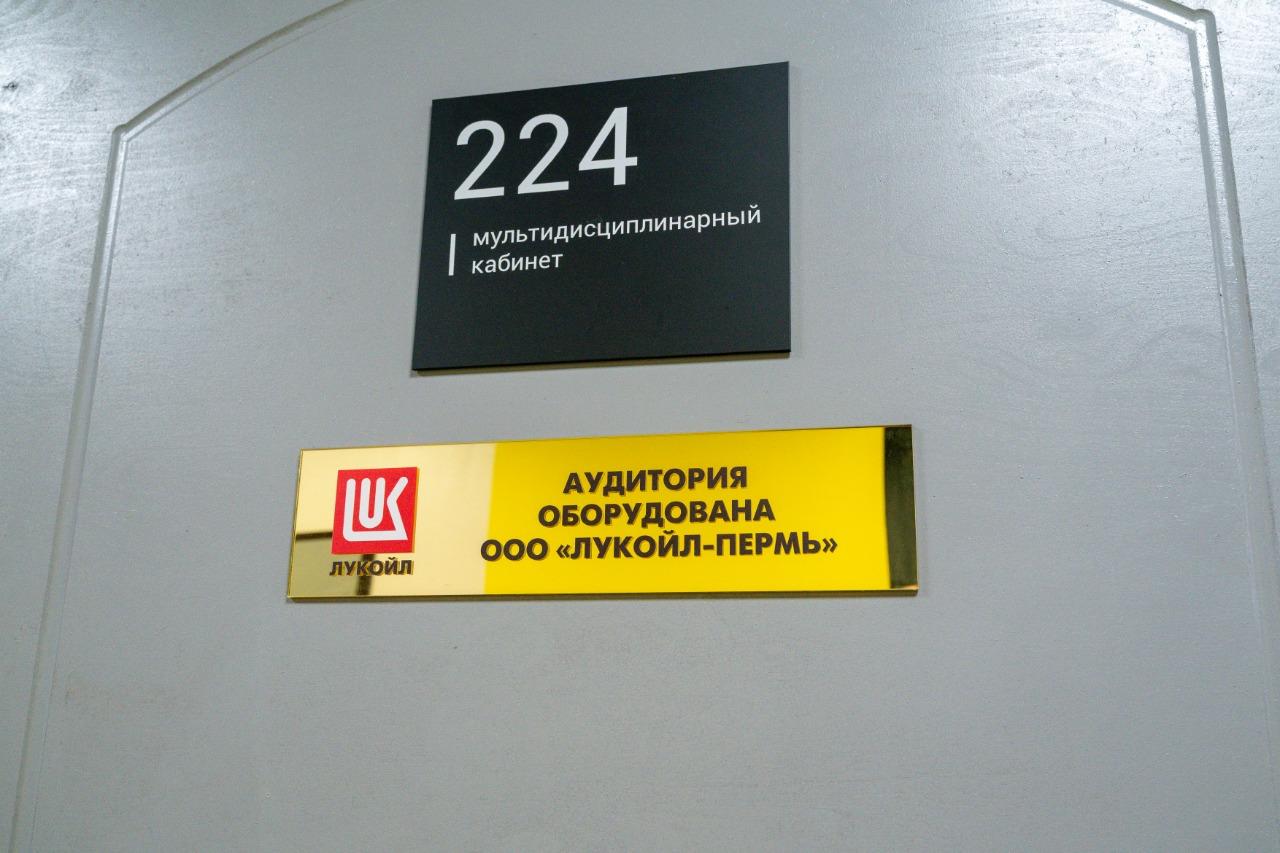 224
мультидисциплинарный
кабинет
LUK
ЛУКОЙЛ
АУДИТОРИЯ
ОБОРУДОВАНА
ООО «ЛУКОЙЛ-ПЕРМЬ»